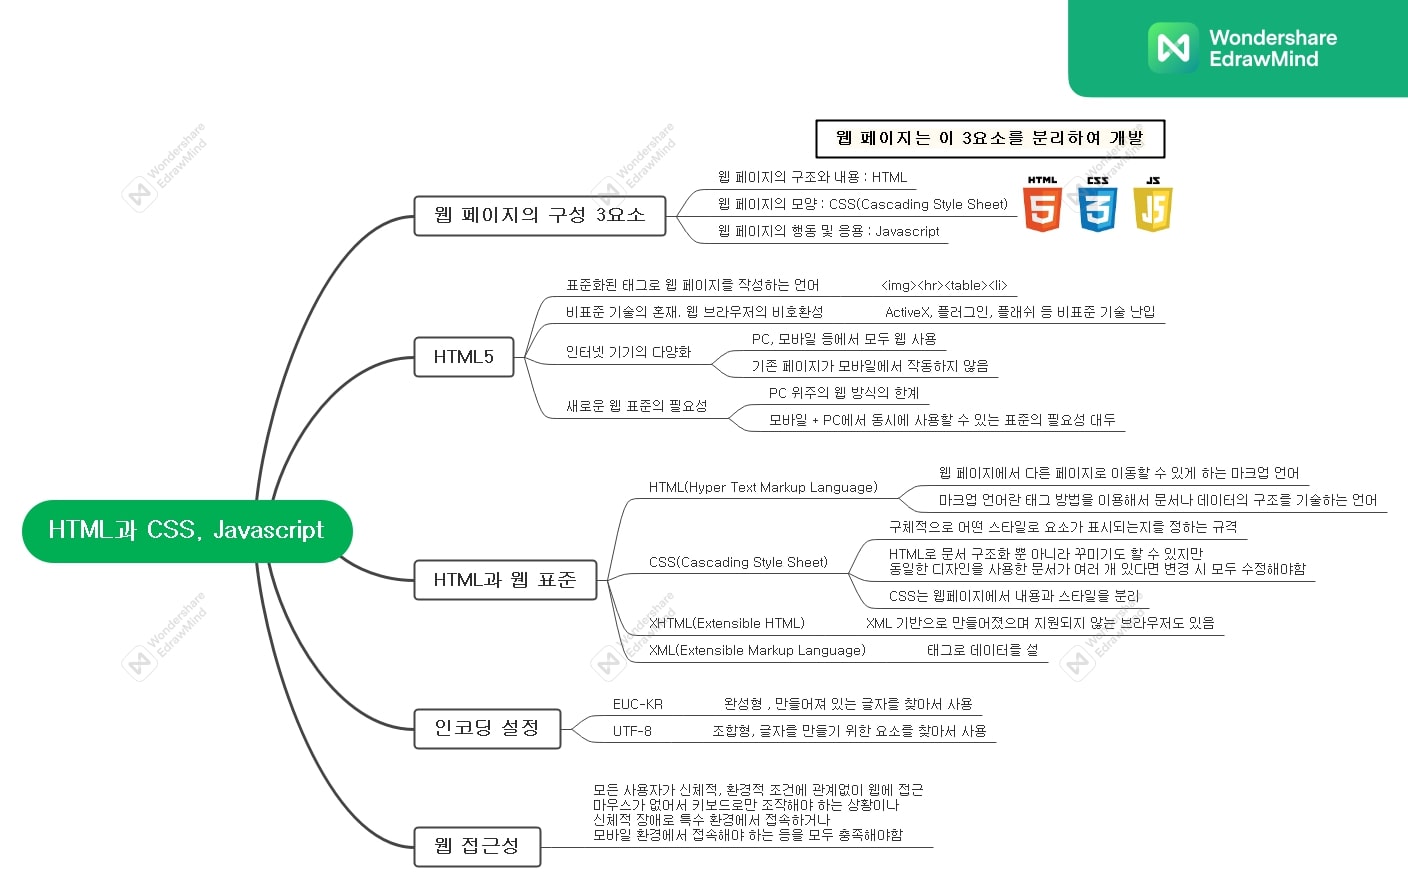 Wondershare
EdrawMind
웹 페이지는 이 3요소를 분리하여 개발
HTML과 CSS, Javascript
웹 페이지의 구성 3요소
웹 페이지의 구조와 내용 : HTML
웹 페이지의 모양 : CSS(Cascading Style Sheet)
웹 페이지의 행동 및 응용 : Javascript
HTML CSS JS
5 3 JS
HTML5
표준화된 태그로 웹 페이지를 작성하는 언어 <img><hr><table><li>
비표준 기술의 혼재. 웹 브라우저의 비호환성 ActiveX, 플러그인, 플래쉬 등 비표준 기술 난입
인터넷 기기의 다양화
PC, 모바일 등에서 모두 웹 사용
기존 페이지가 모바일에서 작동하지 않음
새로운 웹 표준의 필요성
PC 위주의 웹 방식의 한계
모바일 + PC에서 동시에 사용할 수 있는 표준의 필요성 대두
HTML과 웹 표준
HTML(Hyper Text Markup Language)
웹 페이지에서 다른 페이지로 이동할 수 있게 하는 마크업 언어
마크업 언어란 태그 방법을 이용해서 문서나 데이터의 구조를 기술하는 언어
CSS(Cascading Style Sheet)
구체적으로 어떤 스타일로 요소가 표시되는지를 정하는 규격
HTML로 문서 구조화 뿐 아니라 꾸미기도 할 수 있지만
동일한 디자인을 사용한 문서가 여러 개 있다면 변경 시 모두 수정해야함
CSS는 웹페이지에서 내용과 스타일을 분리
XHTML(Extensible HTML) XML 기반으로 만들어졌으며 지원되지 않는 브라우저도 있음
XML(Extensible Markup Language) 태그로 데이터를 설
인코딩 설정
EUC-KR 완성형 , 만들어져 있는 글자를 찾아서 사용
UTF-8 조합형, 글자를 만들기 위한 요소를 찾아서 사용
웹 접근성
모든 사용자가 신체적, 환경적 조건에 관계없이 웹에 접근
마우스가 없어서 키보드로만 조작해야 하는 상황이나
신체적 장애로 특수 환경에서 접속하거나
모바일 환경에서 접속해야 하는 등을 모두 충족해야함
Wondershare
EdrawMind
Wondershare
EdrawMind
Wondershare
EdrawMind
Wondershare
EdrawMind
Wondershare
EdrawMind
Wondershare
EdrawMind